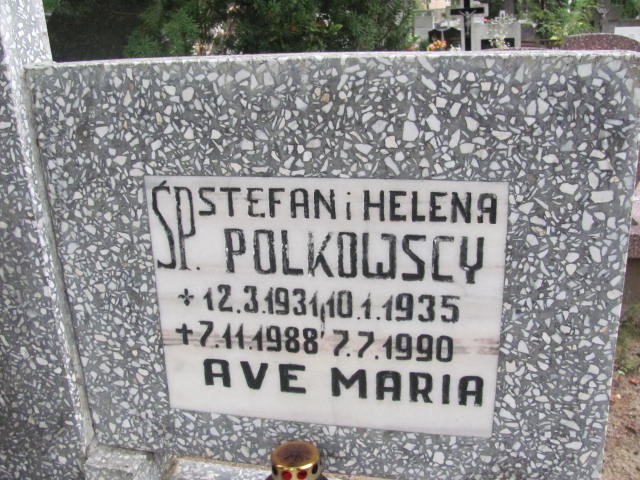 ŚP. STEFAN i HELENA
POLKOWSCY
* 12.3.1931, 10.1.1935
+ 7.11.1988 7.7.1990
AVE MARIA